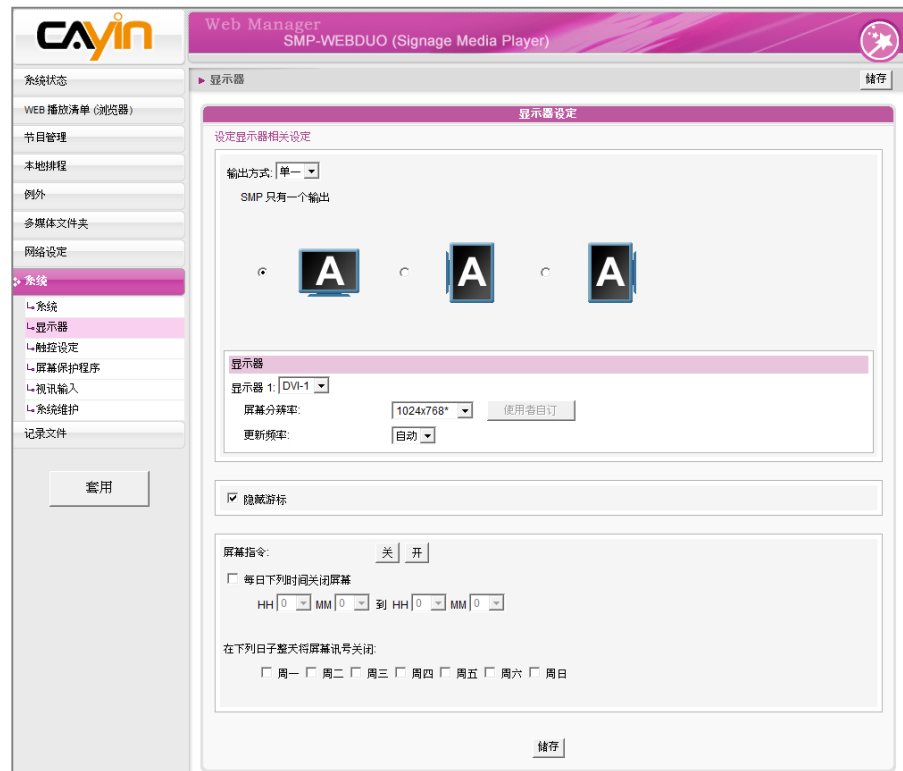 CAYIN
Web Manager
SMP-WEBDUO (Signage Media Player)
系统状态
WEB 播放清单 (浏览器)
节目管理
本地排程
例外
多媒体文件夹
网络设定
系统
系统
显示器
触控设定
屏幕保护程序
视讯输入
系统维护
记录文件
套用
显示器
储存
显示器设定
设定显示器相关设定
输出方式: 单一
SMP 只有一个输出
A A A
显示器
显示器 1: DVI-1
屏幕分辨率: 1024x768* 使用者自订
更新频率: 自动
隐藏游标
屏幕指令: 关 开
每日下列时间关闭屏幕
HH 0 MM 0 到 HH 0 MM 0
在下列日子整天将屏幕讯号关闭:
周一 周二 周三 周四 周五 周六 周日
储存